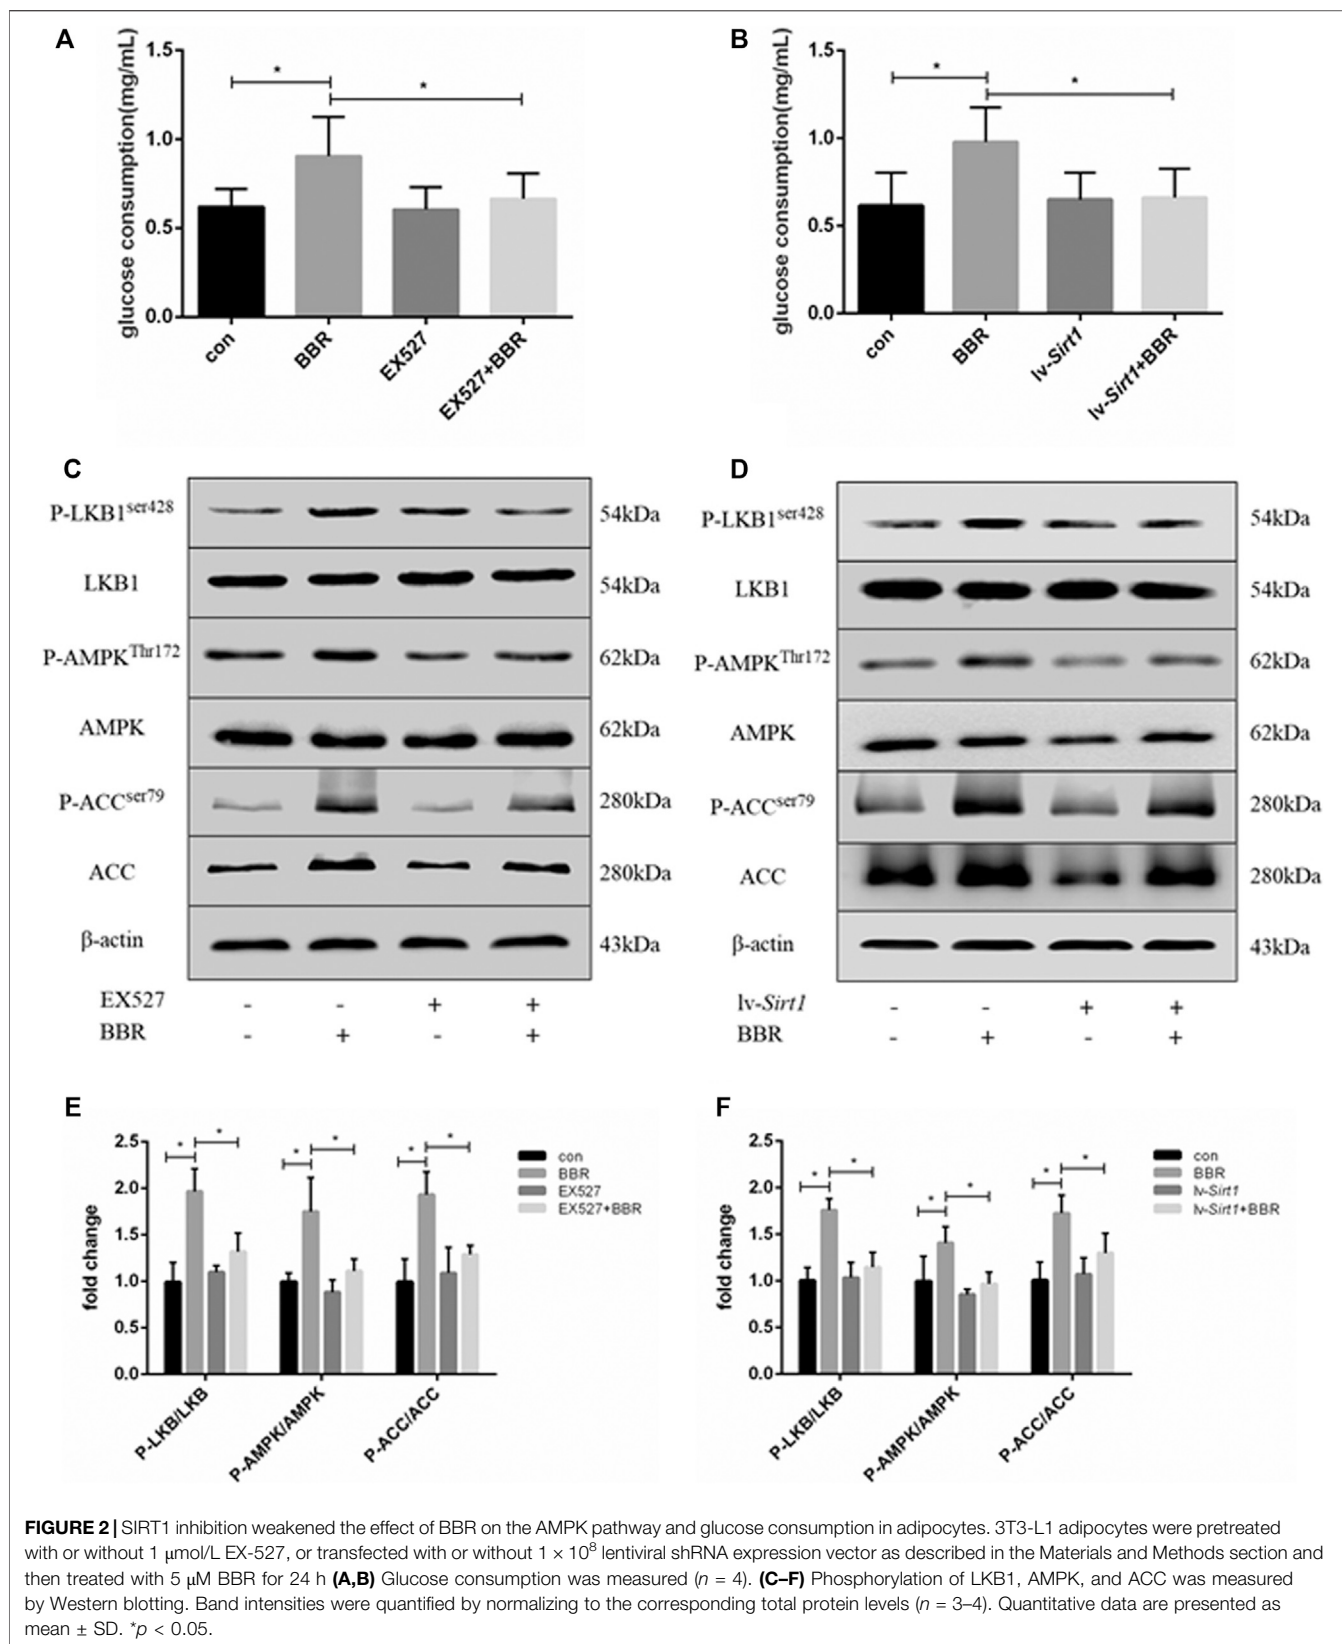 A
glucose consumption(mg/mL)
1.5
1.0
0.5
0.0
*
*
con
BBR
EX527
EX527+BBR
B
glucose consumption(mg/mL)
1.5
1.0
0.5
0.0
*
*
con
BBR
lv-Sirt1
lv-Sirt1+BBR
C
P-LKB1ser428 54kDa
LKB1 54kDa
P-AMPKThr172 62kDa
AMPK 62kDa
P-ACCser79 280kDa
ACC 280kDa
β-actin 43kDa
EX527 - - + +
BBR - + - +
D
P-LKB1ser428 54kDa
LKB1 54kDa
P-AMPKThr172 62kDa
AMPK 62kDa
P-ACCser79 280kDa
ACC 280kDa
β-actin 43kDa
lv-Sirt1 - - + +
BBR - + - +
E
fold change
2.5
2.0
1.5
1.0
0.5
0.0
* * * * * *
P-LKB/LKB
P-AMPK/AMPK
P-ACC/ACC
con
BBR
EX527
EX527+BBR
F
fold change
2.5
2.0
1.5
1.0
0.5
0.0
* * * * * *
P-LKB/LKB
P-AMPK/AMPK
P-ACC/ACC
con
BBR
lv-Sirt1
lv-Sirt1+BBR
FIGURE 2 | SIRT1 inhibition weakened the effect of BBR on the AMPK pathway and glucose consumption in adipocytes. 3T3-L1 adipocytes were pretreated
with or without 1 μmol/L EX-527, or transfected with or without 1 × 10⁸ lentiviral shRNA expression vector as described in the Materials and Methods section and
then treated with 5 μM BBR for 24 h (A,B) Glucose consumption was measured (n = 4). (C–F) Phosphorylation of LKB1, AMPK, and ACC was measured
by Western blotting. Band intensities were quantified by normalizing to the corresponding total protein levels (n = 3–4). Quantitative data are presented as
mean ± SD. *p < 0.05.